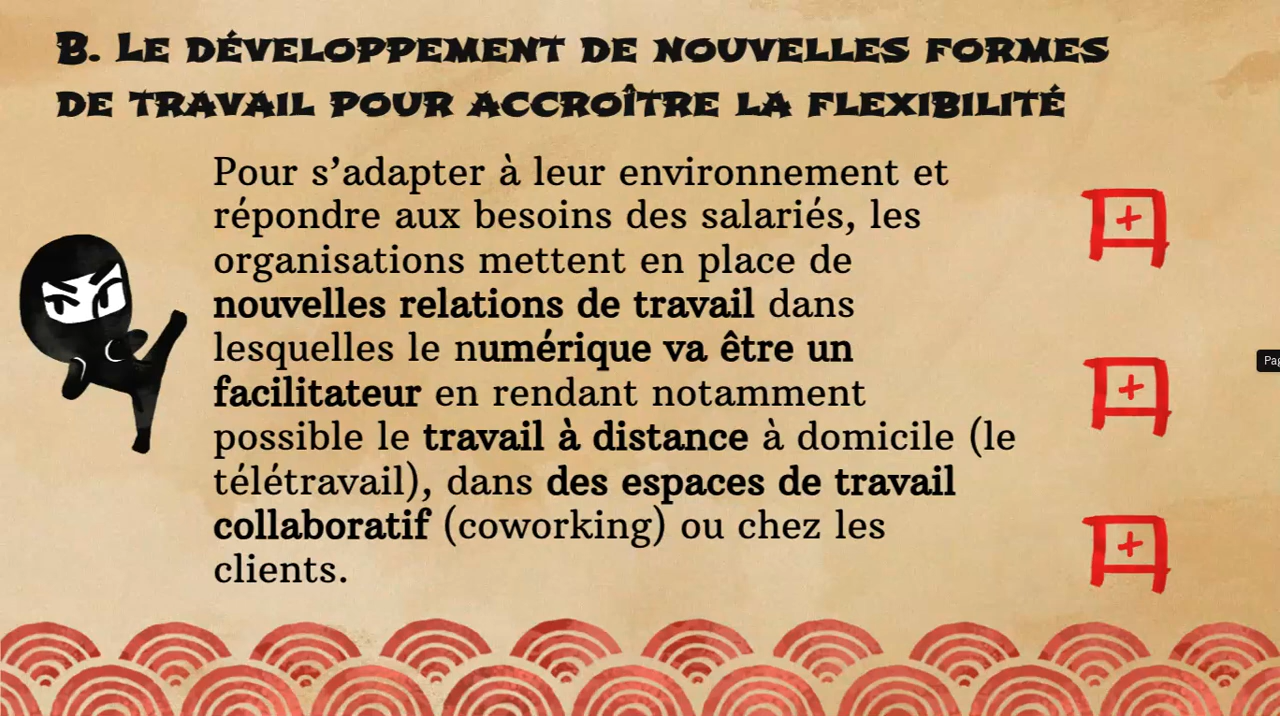 B. Le développement de nouvelles formes
de travail pour accroître la flexibilité
Pour s’adapter à leur environnement et
répondre aux besoins des salariés, les
organisations mettent en place de
nouvelles relations de travail dans
lesquelles le numérique va être un
facilitateur en rendant notamment
possible le travail à distance à domicile (le
télétravail), dans des espaces de travail
collaboratif (coworking) ou chez les
clients.
+
+
+